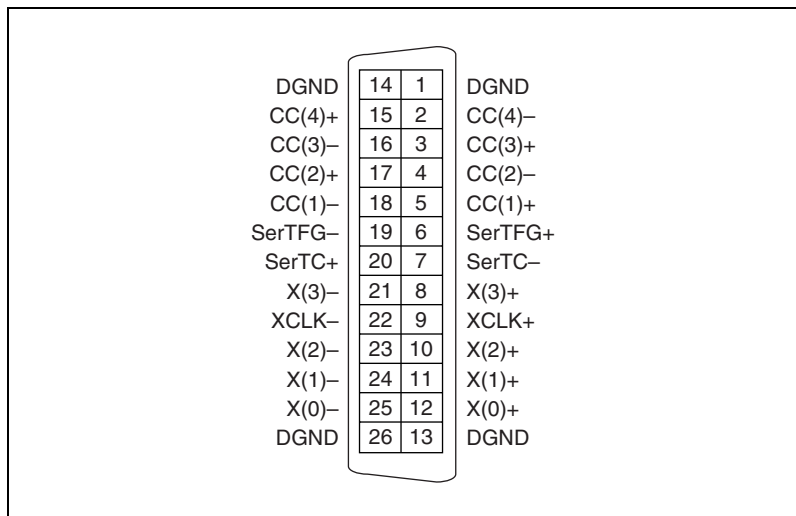 DGND 14 1 DGND
CC(4)+ 15 2 CC(4)–
CC(3)– 16 3 CC(3)+
CC(2)+ 17 4 CC(2)–
CC(1)– 18 5 CC(1)+
SerTFG– 19 6 SerTFG+
SerTC+ 20 7 SerTC–
X(3)– 21 8 X(3)+
XCLK– 22 9 XCLK+
X(2)– 23 10 X(2)+
X(1)– 24 11 X(1)+
X(0)– 25 12 X(0)+
DGND 26 13 DGND